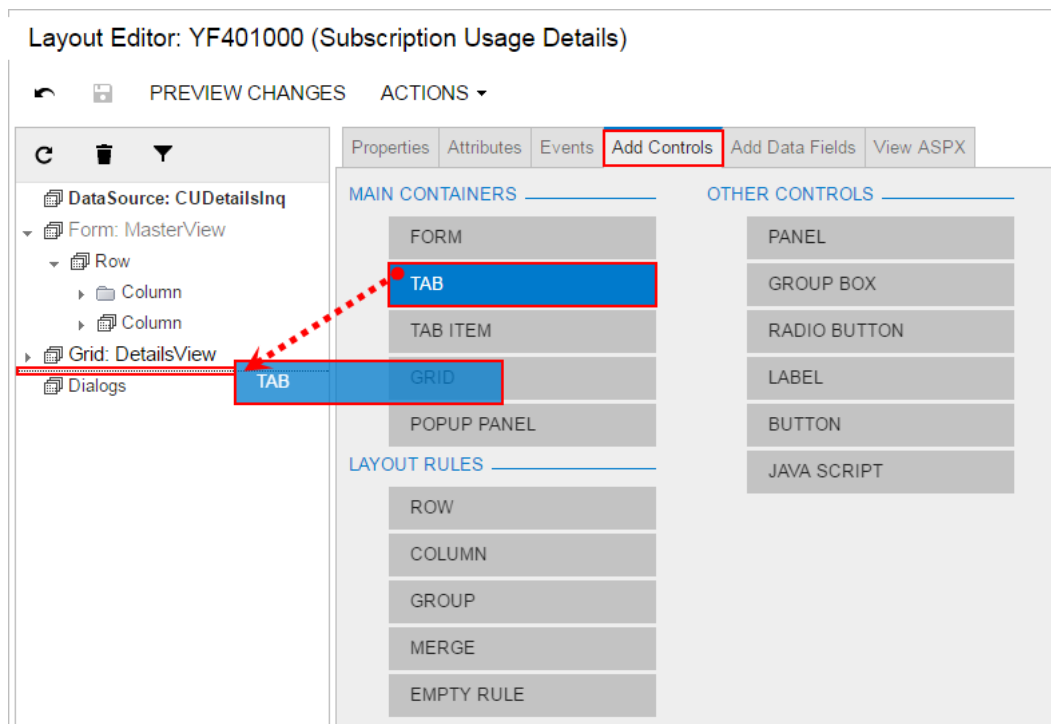 Layout Editor: YF401000 (Subscription Usage Details)
PREVIEW CHANGES ACTIONS
Properties Attributes Events Add Controls Add Data Fields View ASPX
DataSource: CUDetailsInq
Form: MasterView
Row
Column
Column
Grid: DetailsView
Dialogs
TAB
MAIN CONTAINERS
FORM
TAB
TAB ITEM
GRID
POPUP PANEL
LAYOUT RULES
ROW
COLUMN
GROUP
MERGE
EMPTY RULE
OTHER CONTROLS
PANEL
GROUP BOX
RADIO BUTTON
LABEL
BUTTON
JAVA SCRIPT